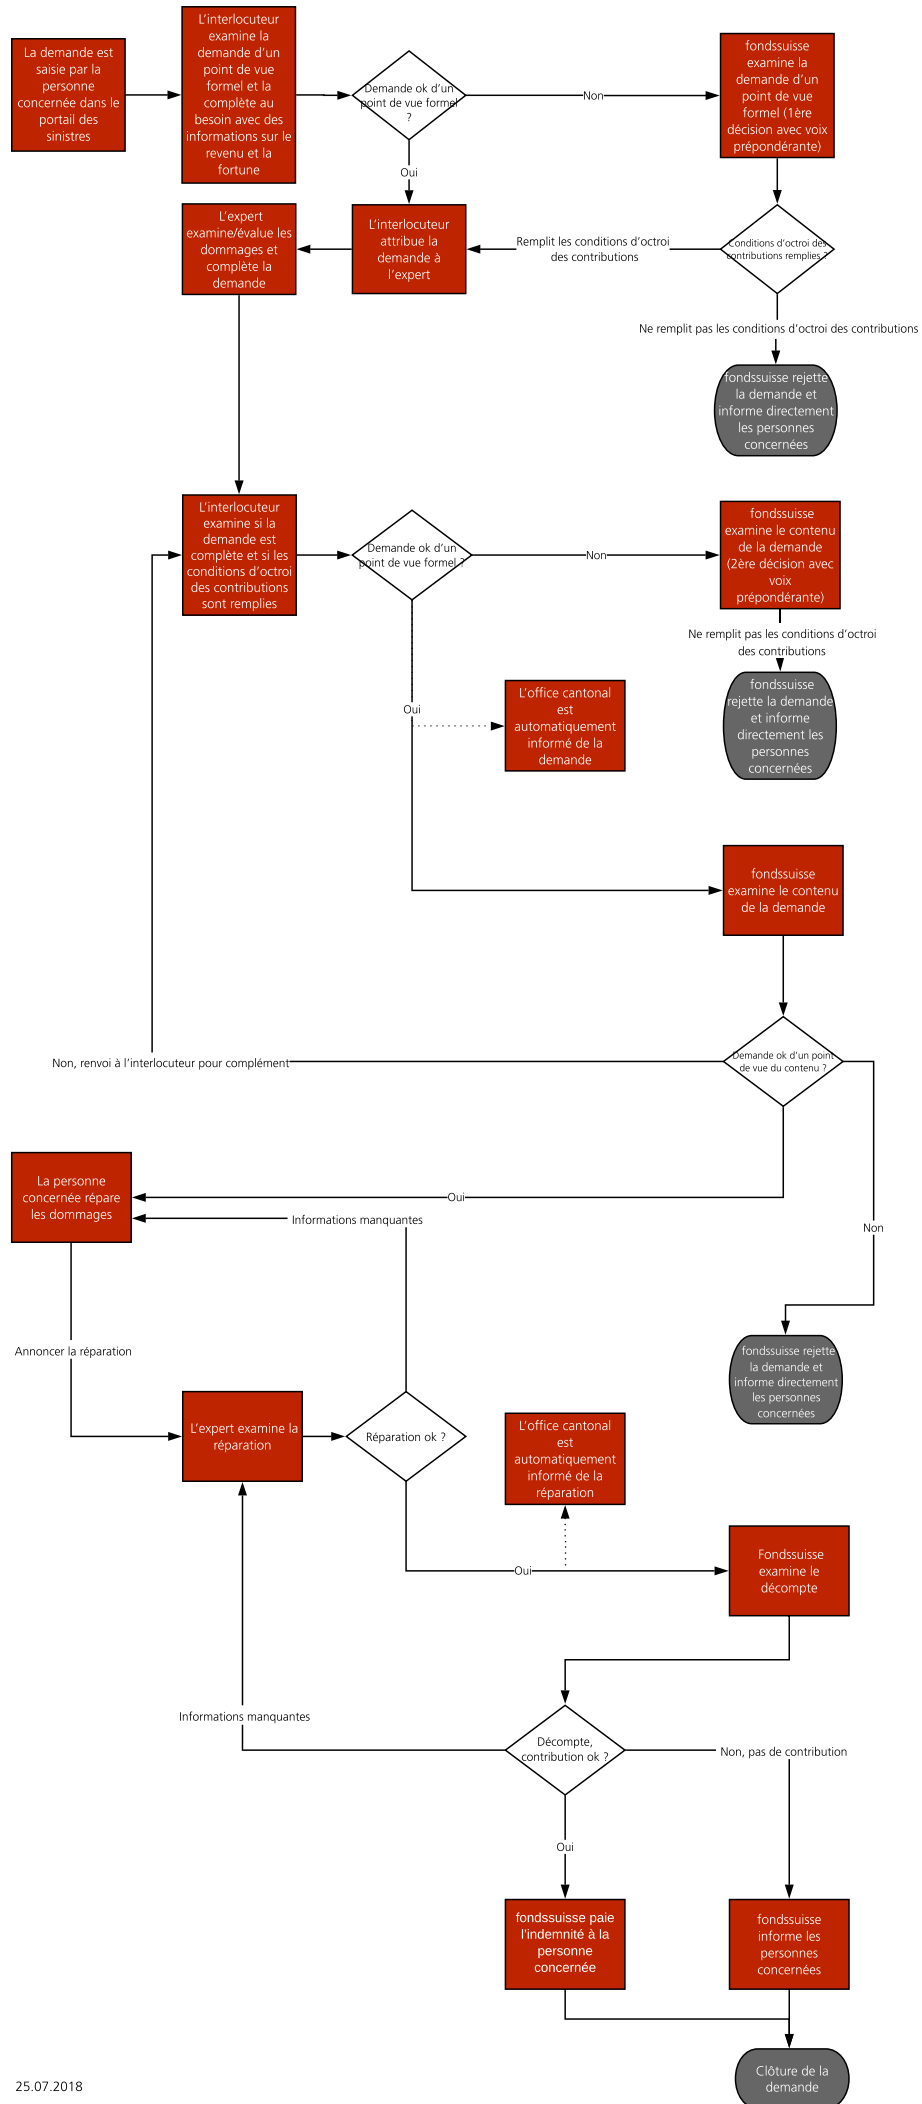 La demande est
saisie par la
personne
concernée dans le
portail des
sinistres
L'interlocuteur
examine la
demande d'un
point de vue
formel et la
complète au
besoin avec des
informations sur le
revenu et la
fortune
Demande ok d'un
point de vue formel
?
Non
fondssuisse
examine la
demande d'un
point de vue
formel (1ère
décision avec voix
prépondérante)
Oui
L'expert
examine/évalue les
dommages et
complète la
demande
L'interlocuteur
attribue la
demande à
l'expert
Remplit les conditions d'octroi
des contributions
Conditions d'octroi des
contributions remplies ?
Ne remplit pas les conditions d'octroi des contributions
fondssuisse rejette
la demande et
informe directement
les personnes
concernées
L'interlocuteur
examine si la
demande est
complète et si les
conditions d'octroi
des contributions
sont remplies
Demande ok d'un
point de vue formel ?
Non
fondssuisse
examine le contenu
de la demande
(2ère décision avec
voix
prépondérante)
Ne remplit pas les conditions d'octroi
des contributions
fondssuisse
rejette la demande
et informe
directement les
personnes
concernées
Oui
L'office cantonal
est
automatiquement
informé de la
demande
fondssuisse
examine le contenu
de la demande
Non, renvoi à l'interlocuteur pour complément
Demande ok d'un point
de vue du contenu ?
La personne
concernée répare
les dommages
Oui
Informations manquantes
Non
Annoncer la réparation
fondssuisse rejette
la demande et
informe directement
les personnes
concernées
L'expert examine la
réparation
Réparation ok ?
L'office cantonal
est
automatiquement
informé de la
réparation
Oui
Fondssuisse
examine le
décompte
Informations manquantes
Décompte,
contribution ok ?
Non, pas de contribution
Oui
fondssuisse paie
l'indemnité à la
personne
concernée
fondssuisse
informe les
personnes
concernées
Clôture de la
demande
25.07.2018